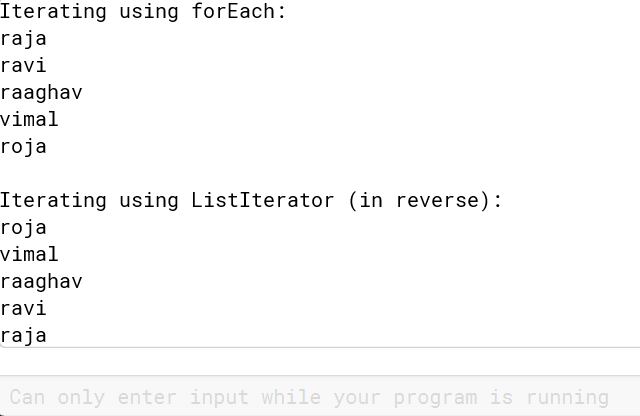 Iterating using forEach:
raja
ravi
raaghav
vimal
roja
Iterating using ListIterator (in reverse):
roja
vimal
raaghav
ravi
raja
Can only enter input while your program is running